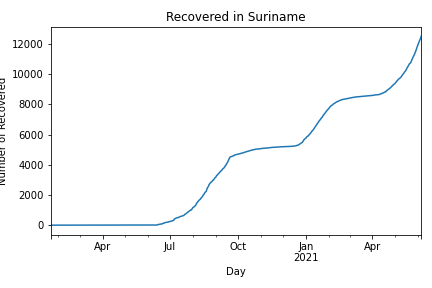 Recovered in Suriname
Number of Recovered
12000
10000
8000
6000
4000
2000
0
Apr
Jul
Oct
Jan
2021
Apr
Day